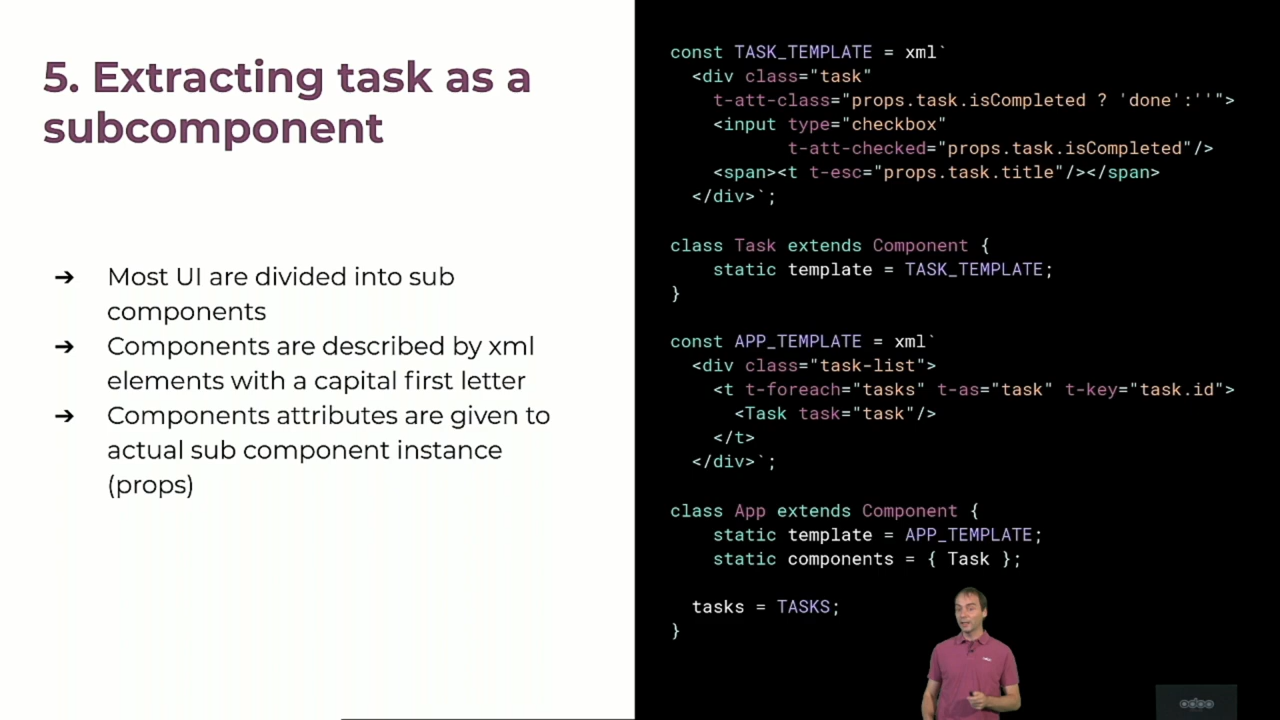 5. Extracting task as a
subcomponent
➔ Most UI are divided into sub
components
➔ Components are described by xml
elements with a capital first letter
➔ Components attributes are given to
actual sub component instance
(props)
const TASK_TEMPLATE = xml`
  <div class="task"
    t-att-class="props.task.isCompleted ? 'done':''">
    <input type="checkbox"
           t-att-checked="props.task.isCompleted"/>
    <span><t t-esc="props.task.title"/></span>
  </div>`;
class Task extends Component {
    static template = TASK_TEMPLATE;
}
const APP_TEMPLATE = xml`
  <div class="task-list">
    <t t-foreach="tasks" t-as="task" t-key="task.id">
      <Task task="task"/>
    </t>
  </div>`;
class App extends Component {
    static template = APP_TEMPLATE;
    static components = { Task };
  tasks = TASKS;
}
odoo